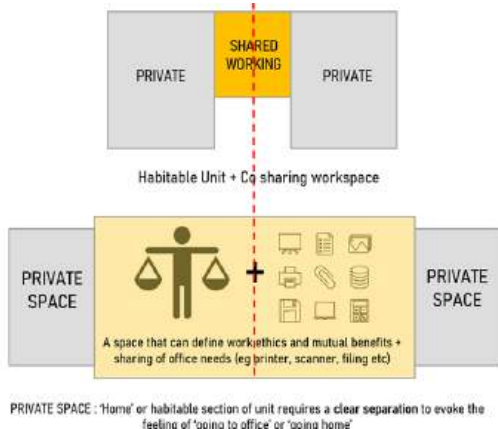 SHARED
WORKING
PRIVATE
PRIVATE
Habitable Unit + Co sharing workspace
PRIVATE
SPACE
+
PRIVATE
SPACE
A space that can define work ethics and mutual benefits +
sharing of office needs (eg printer, scanner, filing etc)
PRIVATE SPACE : 'Home' or habitable section of unit requires a clear separation to evoke the
feeling of 'going to office' or 'going home'